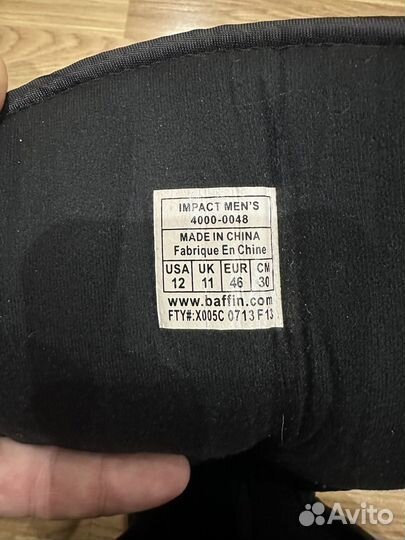 IMPACT MEN'S
4000-0048
MADE IN CHINA
Fabrique En Chine
USA UK EUR CM
12 11 46 30
www.baffin.com
FTY#:X005C 0713 F13
Avito